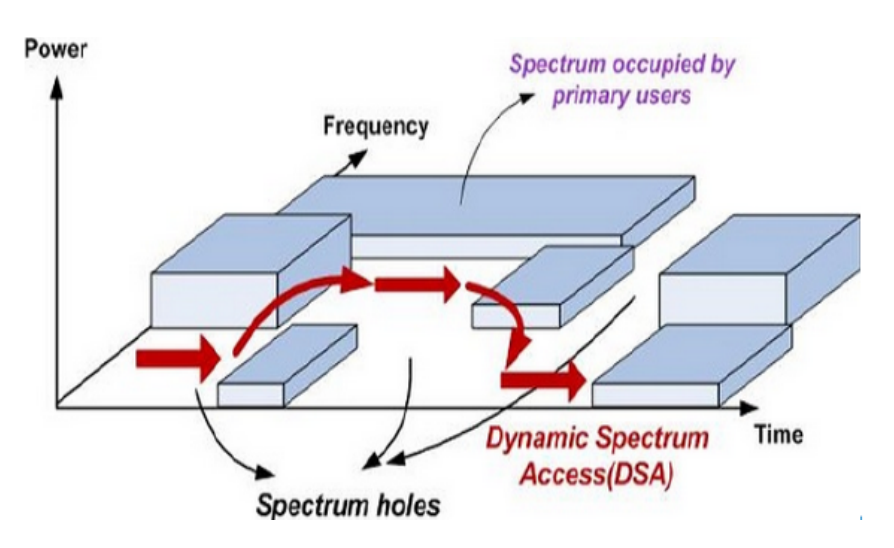 Power
Spectrum occupied by
primary users
Frequency
Time
Dynamic Spectrum
Access(DSA)
Spectrum holes